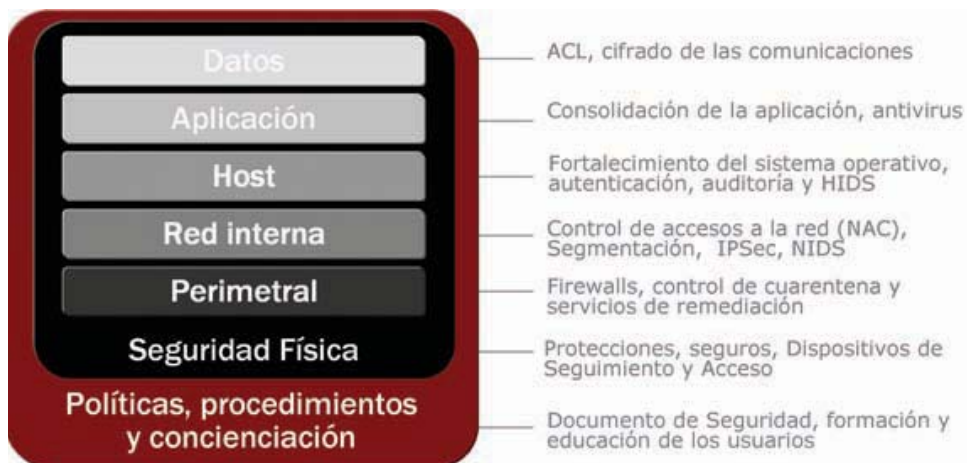 Datos
ACL, cifrado de las comunicaciones
Aplicación
Consolidación de la aplicación, antivirus
Host
Fortalecimiento del sistema operativo,
autenticación, auditoría y HIDS
Red interna
Control de accesos a la red (NAC),
Segmentación, IPSec, NIDS
Perimetral
Firewalls, control de cuarentena y
servicios de remediación
Seguridad Física
Protecciones, seguros, Dispositivos de
Seguimiento y Acceso
Políticas, procedimientos
y concienciación
Documento de Seguridad, formación y
educación de los usuarios